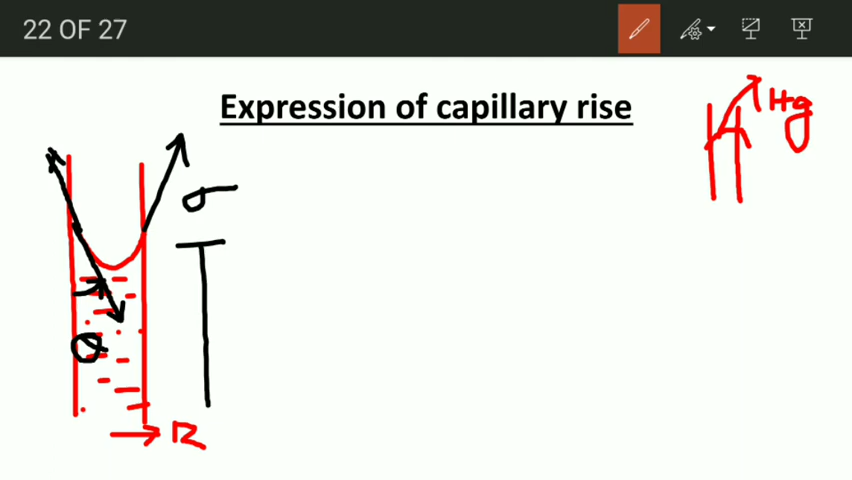 22 OF 27
Expression of capillary rise
Hg
σ
θ
R